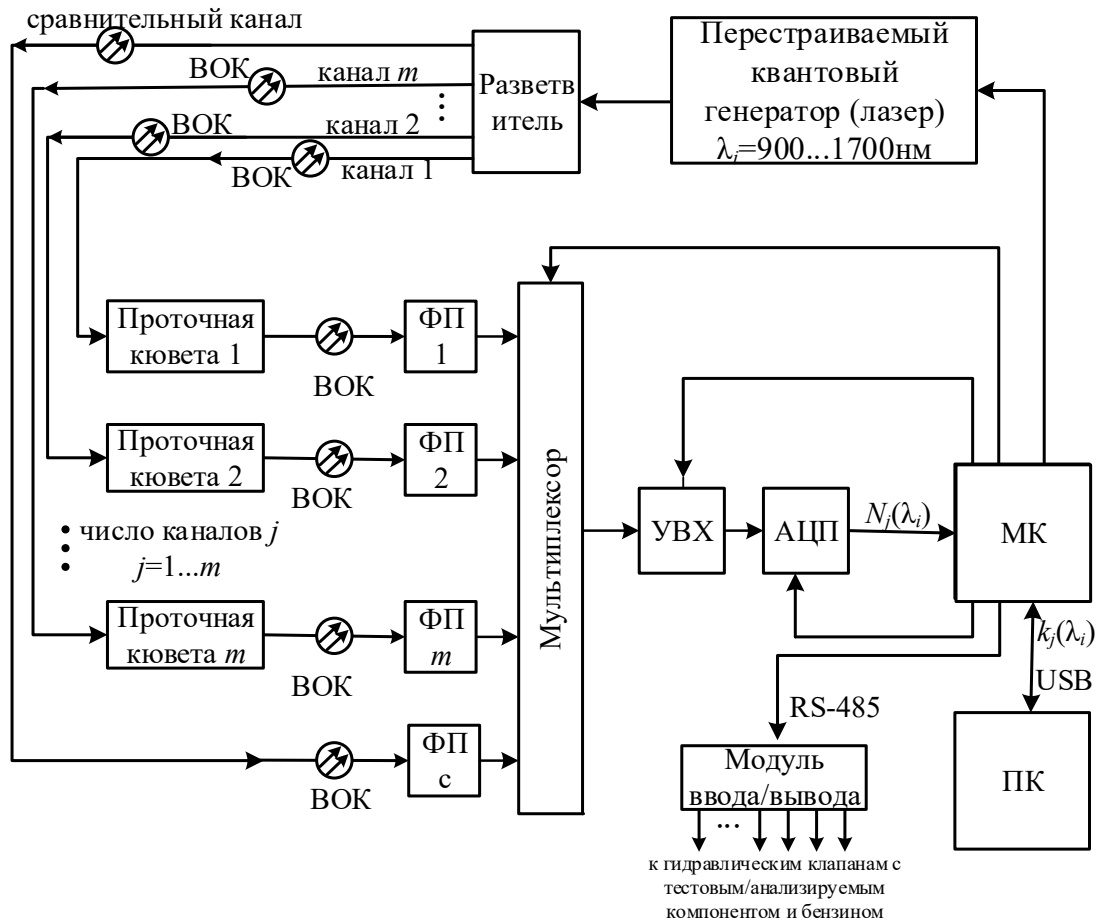 сравнительный канал
ВОК
канал m
ВОК
канал 2
ВОК
канал 1
Разветв
итель
Перестраиваемый
квантовый
генератор (лазер)
λi=900...1700нм
Проточная
кювета 1
ВОК
ФП
1
Проточная
кювета 2
ВОК
ФП
2
число каналов j
j=1...m
Проточная
кювета m
ВОК
ФП
m
ВОК
ФП
с
Мультиплексор
УВХ
АЦП
Nj(λi)
МК
kj(λi)
USB
ПК
RS-485
Модуль
ввода/вывода
...
к гидравлическим клапанам с
тестовым/анализируемым
компонентом и бензином